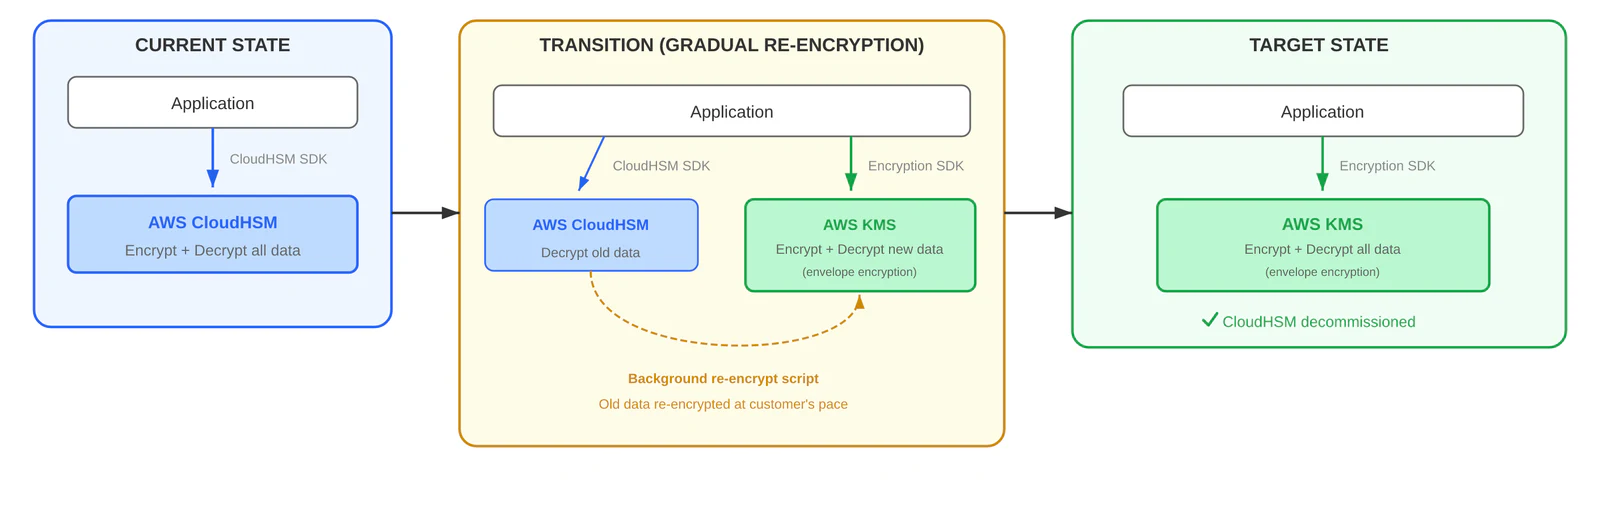 CURRENT STATE
Application
CloudHSM SDK
AWS CloudHSM
Encrypt + Decrypt all data
TRANSITION (GRADUAL RE-ENCRYPTION)
Application
CloudHSM SDK
Encryption SDK
AWS CloudHSM
Decrypt old data
AWS KMS
Encrypt + Decrypt new data
(envelope encryption)
Background re-encrypt script
Old data re-encrypted at customer's pace
TARGET STATE
Application
Encryption SDK
AWS KMS
Encrypt + Decrypt all data
(envelope encryption)
CloudHSM decommissioned